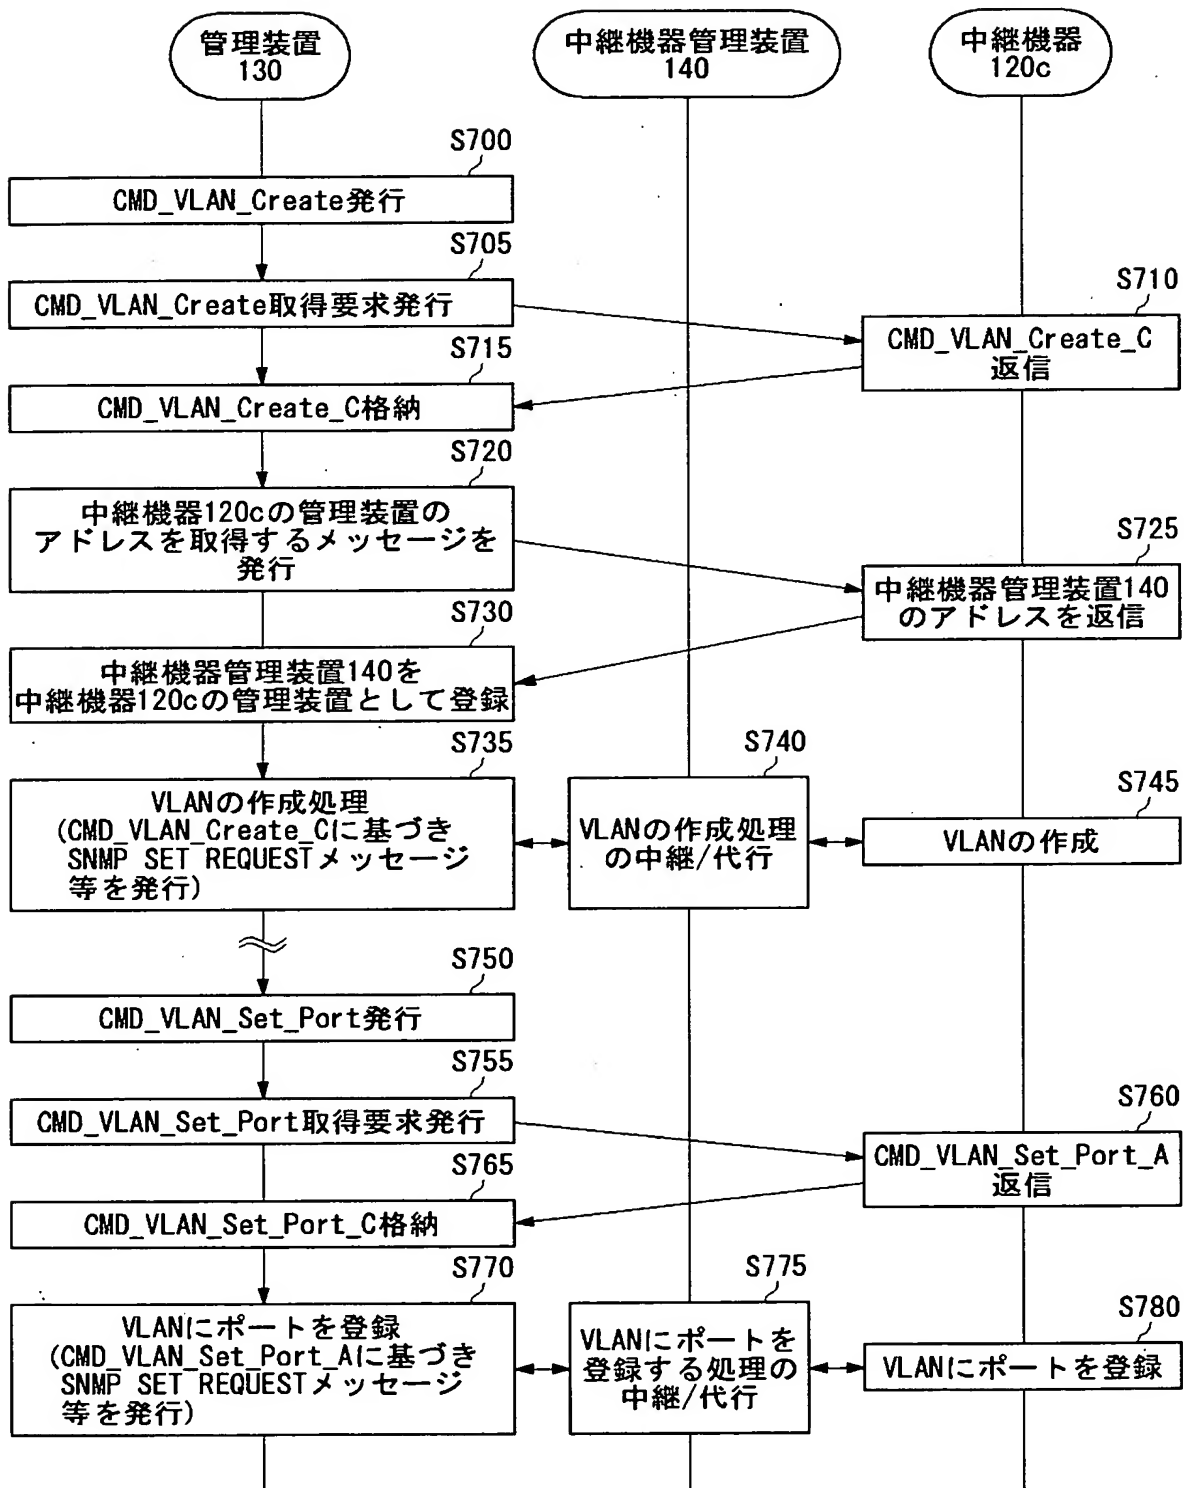 管理装置
130
中継機器管理装置
140
中継機器
120c
S700
CMD_VLAN_Create発行
S705
CMD_VLAN_Create取得要求発行
S710
CMD_VLAN_Create_C
返信
S715
CMD_VLAN_Create_C格納
S720
中継機器120cの管理装置の
アドレスを取得するメッセージを
発行
S725
中継機器管理装置140
のアドレスを返信
S730
中継機器管理装置140を
中継機器120cの管理装置として登録
S735
VLANの作成処理
(CMD_VLAN_Create_Cに基づき
SNMP SET REQUESTメッセージ
等を発行)
S740
VLANの作成処理
の中継/代行
S745
VLANの作成
S750
CMD_VLAN_Set_Port発行
S755
CMD_VLAN_Set_Port取得要求発行
S760
CMD_VLAN_Set_Port_A
返信
S765
CMD_VLAN_Set_Port_C格納
S770
VLANにポートを登録
(CMD_VLAN_Set_Port_Aに基づき
SNMP SET REQUESTメッセージ
等を発行)
S775
VLANにポートを
登録する処理の
中継/代行
S780
VLANにポートを登録